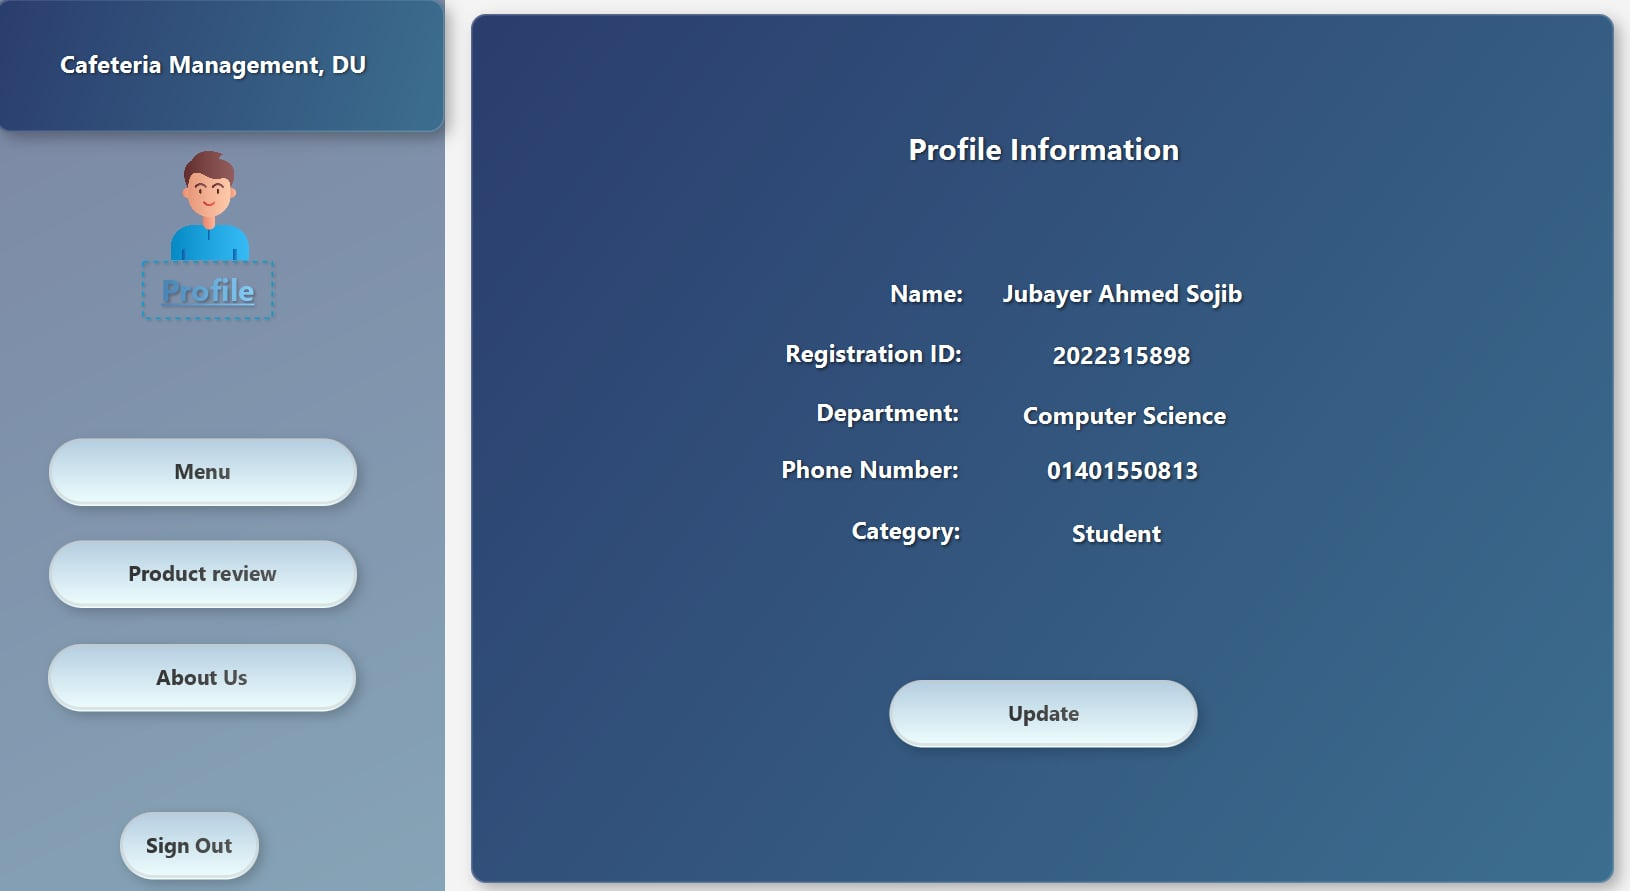 Cafeteria Management, DU
Profile
Menu
Product review
About Us
Sign Out
Profile Information
Name: Jubayer Ahmed Sojib
Registration ID: 2022315898
Department: Computer Science
Phone Number: 01401550813
Category: Student
Update